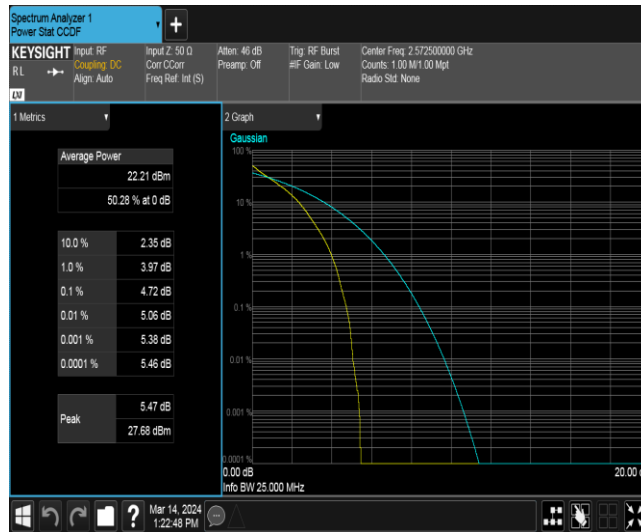 Spectrum Analyzer 1
Power Stat CCDF
+
KEYSIGHT
RL
LXI
Input: RF
Coupling: DC
Align: Auto
Input Z: 50 Ω
Corr CCorr
Freq Ref: Int (S)
Atten: 46 dB
Preamp: Off
Trig: RF Burst
#IF Gain: Low
Center Freq: 2.572500000 GHz
Counts: 1.00 M/1.00 Mpt
Radio Std: None
1 Metrics
Average Power
22.21 dBm
50.28 % at 0 dB
10.0 % 2.35 dB
1.0 % 3.97 dB
0.1 % 4.72 dB
0.01 % 5.06 dB
0.001 % 5.38 dB
0.0001 % 5.46 dB
Peak
5.47 dB
27.68 dBm
2 Graph
Gaussian
100 %
10 %
1 %
0.1 %
0.01 %
0.001 %
0.0001 %
0.00 dB
20.00
Info BW 25.000 MHz
?
Mar 14, 2024
1:22:48 PM